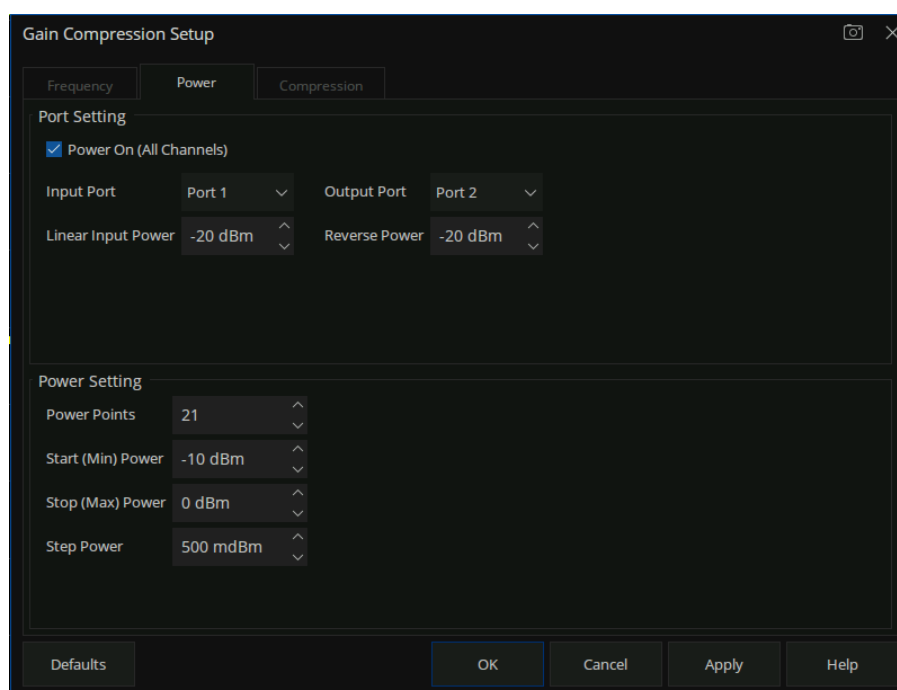 Gain Compression Setup
Frequency Power Compression
Port Setting
Power On (All Channels)
Input Port Port 1 Output Port Port 2
Linear Input Power -20 dBm Reverse Power -20 dBm
Power Setting
Power Points 21
Start (Min) Power -10 dBm
Stop (Max) Power 0 dBm
Step Power 500 mdBm
Defaults OK Cancel Apply Help